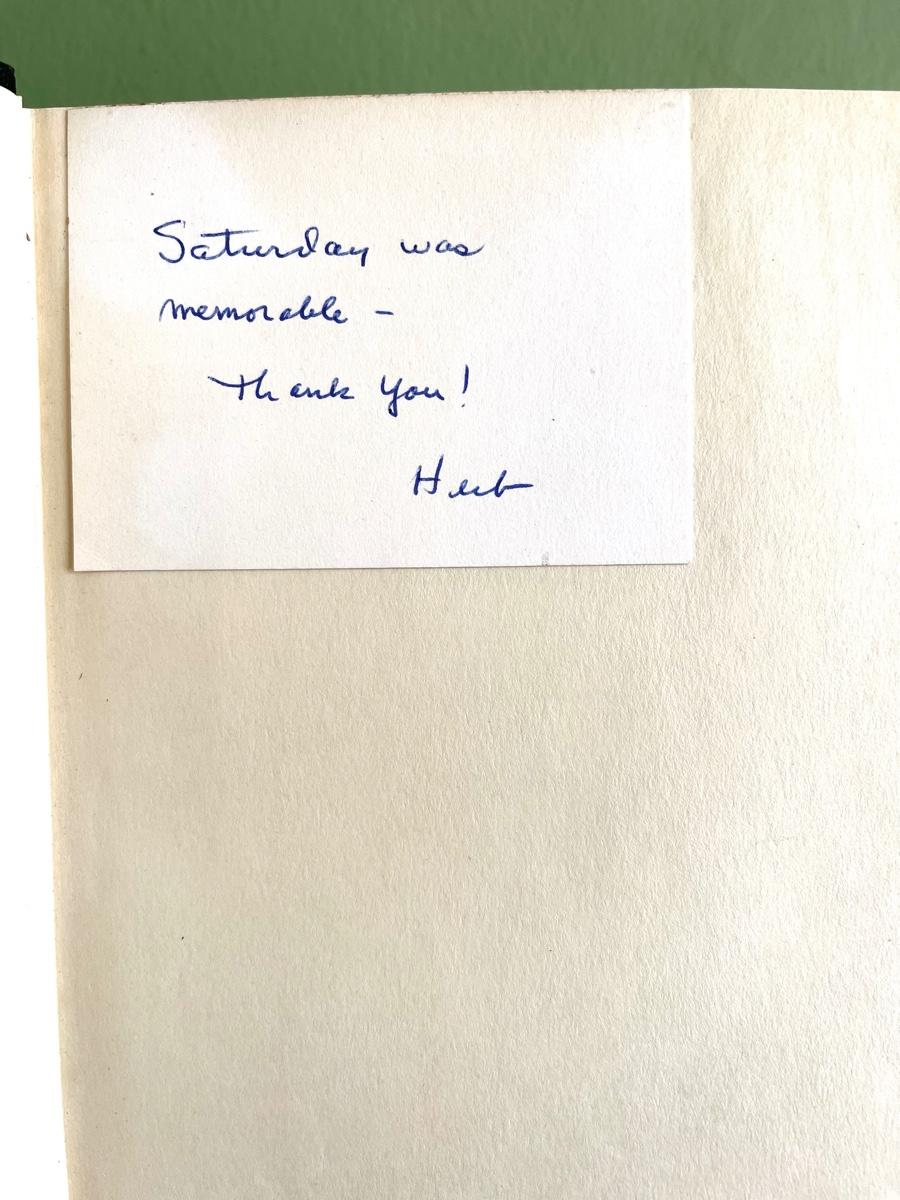 Saturday was
memorable -
Thank you!
Herb